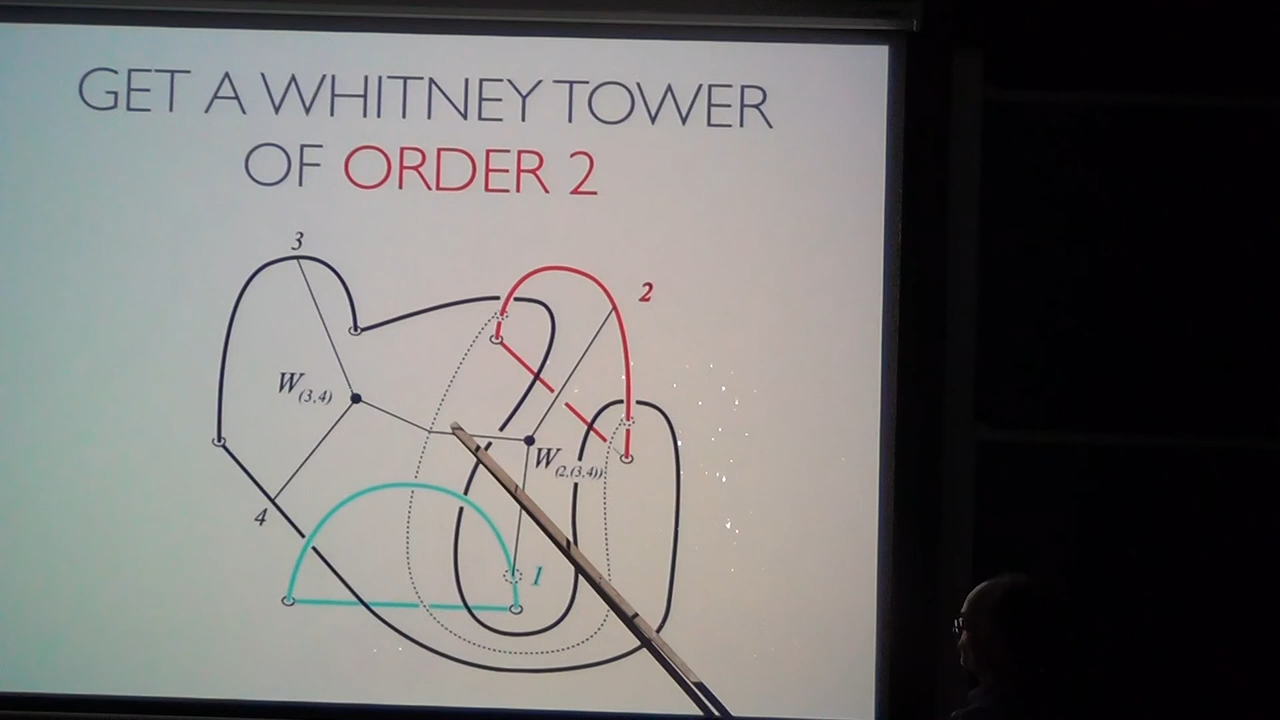 GET A WHITNEY TOWER
OF ORDER 2
3
2
W(3,4)
W(2,(3,4))
4
1